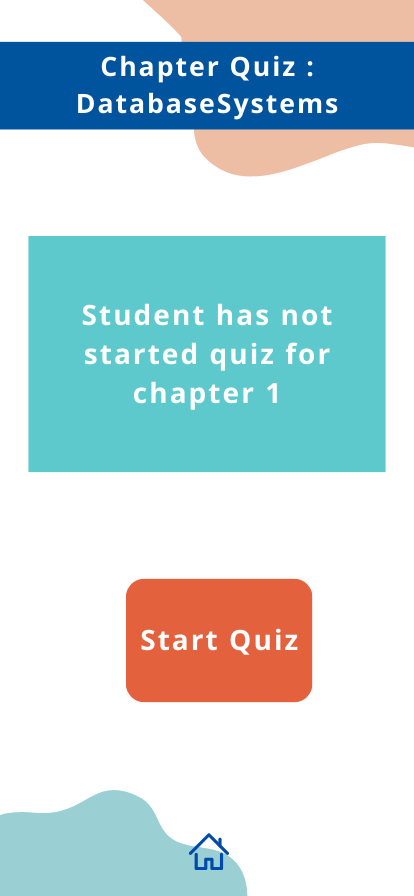 Chapter Quiz :
DatabaseSystems
Student has not
started quiz for
chapter 1
Start Quiz